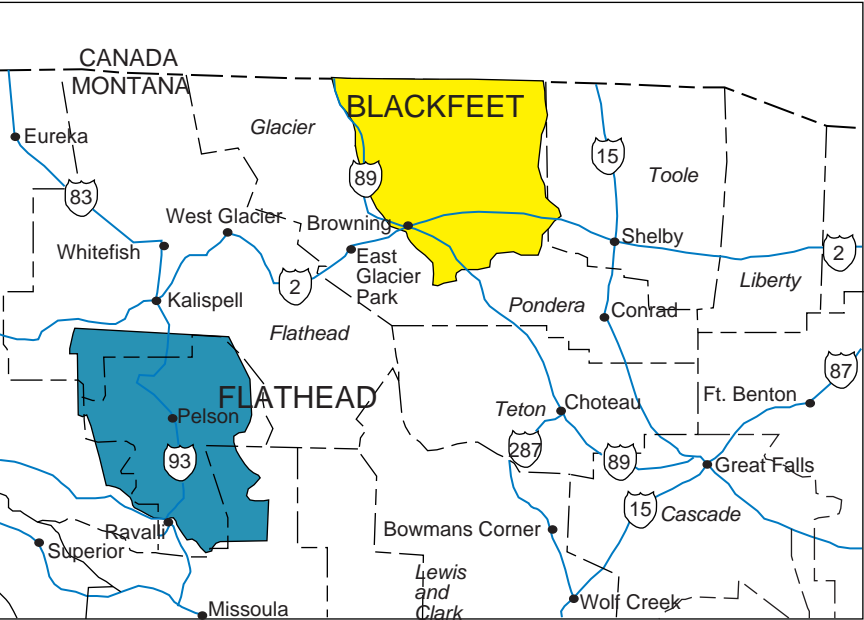 CANADA
MONTANA
BLACKFEET
Glacier
Eureka
15
89
Toole
83
West Glacier
Browning
Shelby
Whitefish
East
Glacier
Park
2
2
Liberty
Kalispell
Pondera
Conrad
Flathead
87
FLATHEAD
Ft. Benton
Teton
Choteau
Pelson
287
93
89
Great Falls
15
Cascade
Ravalli
Bowmans Corner
Superior
Lewis
and
Clark
Wolf Creek
Missoula